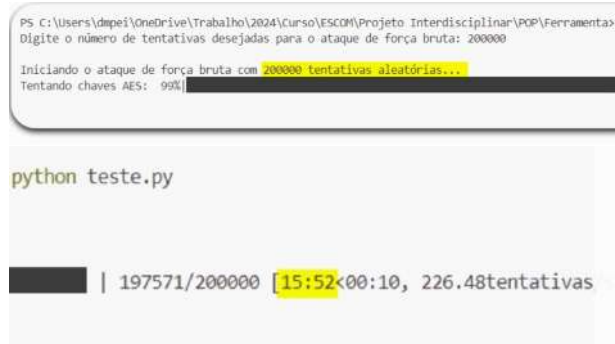 PS C:\Users\dmpei\OneDrive\Trabalho\2024\Curso\ESCOM\Projeto Interdisciplinar\POP\Ferramenta>
Digite o número de tentativas desejadas para o ataque de força bruta: 200000
Iniciando o ataque de força bruta com 200000 tentativas aleatórias...
Tentando chaves AES: 99%|
python teste.py
| 197571/200000 [15:52<00:10, 226.48tentativas